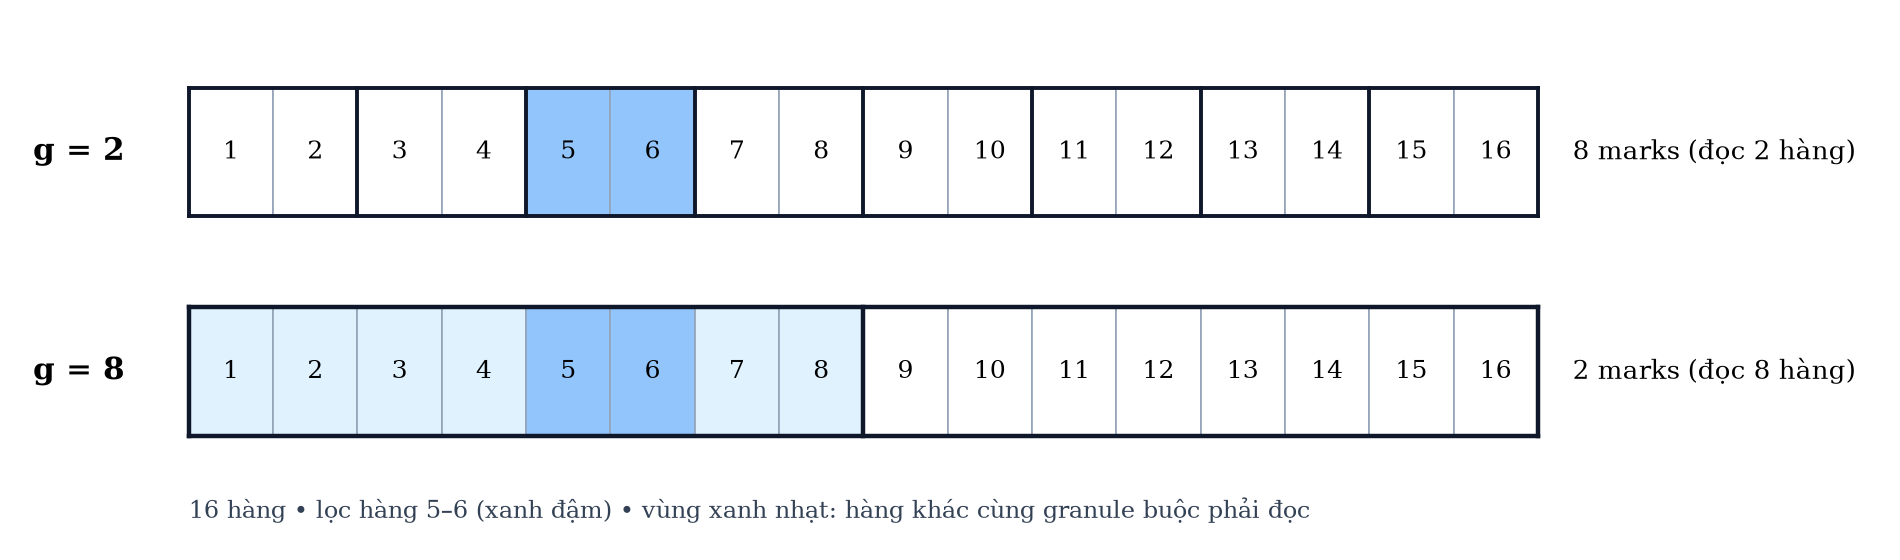 g = 2 1 2 3 4 5 6 7 8 9 10 11 12 13 14 15 16 8 marks (đọc 2 hàng)
g = 8 1 2 3 4 5 6 7 8 9 10 11 12 13 14 15 16 2 marks (đọc 8 hàng)
16 hàng • lọc hàng 5–6 (xanh đậm) • vùng xanh nhạt: hàng khác cùng granule buộc phải đọc